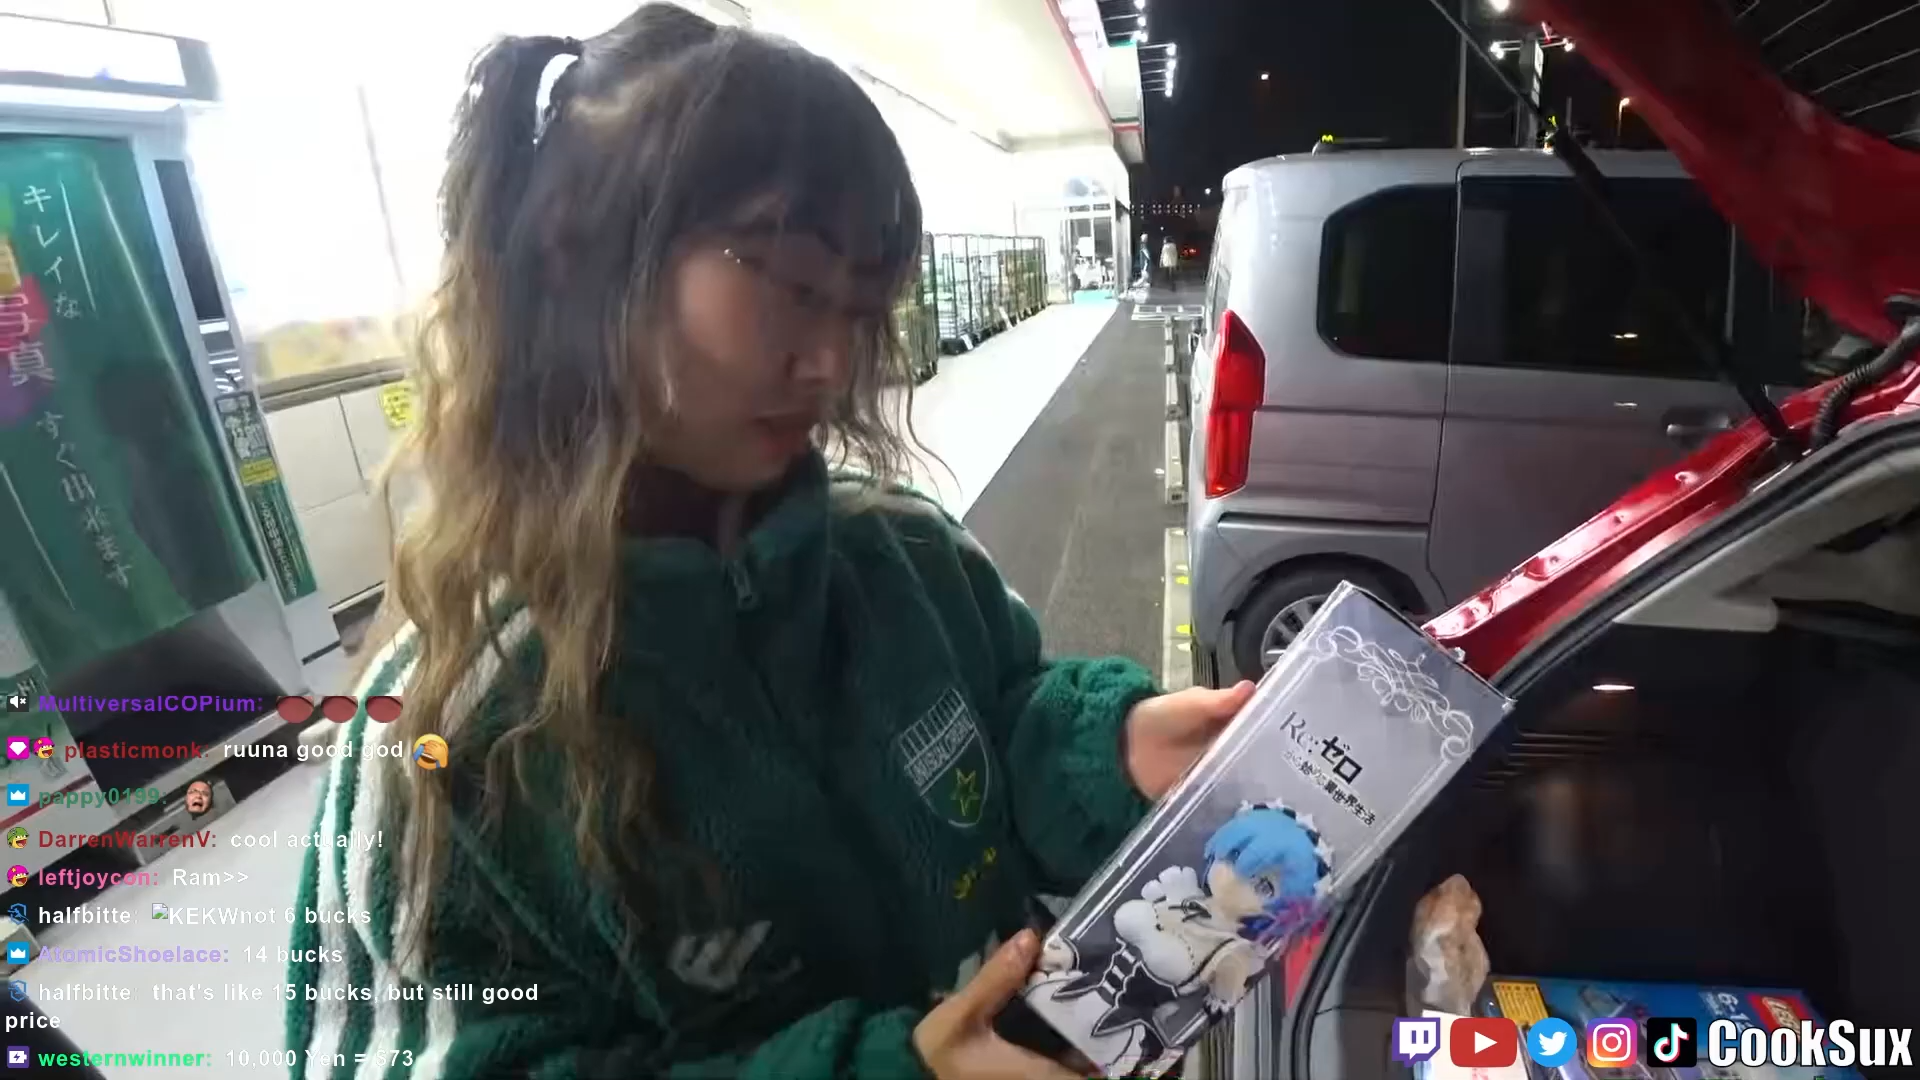 キレイな
写真
すぐ出来ます
Re:ゼロ
から始める異世界生活
LEGO
MultiversalCOPium:
plasticmonk: ruuna good god
pappy0199:
DarrenWarrenV: cool actually!
leftjoycon: Ram>>
halfbitte: KEKWnot 6 bucks
AtomicShoelace: 14 bucks
halfbitte: that's like 15 bucks, but still good
price
westernwinner: 10,000 Yen = $73
CookSux